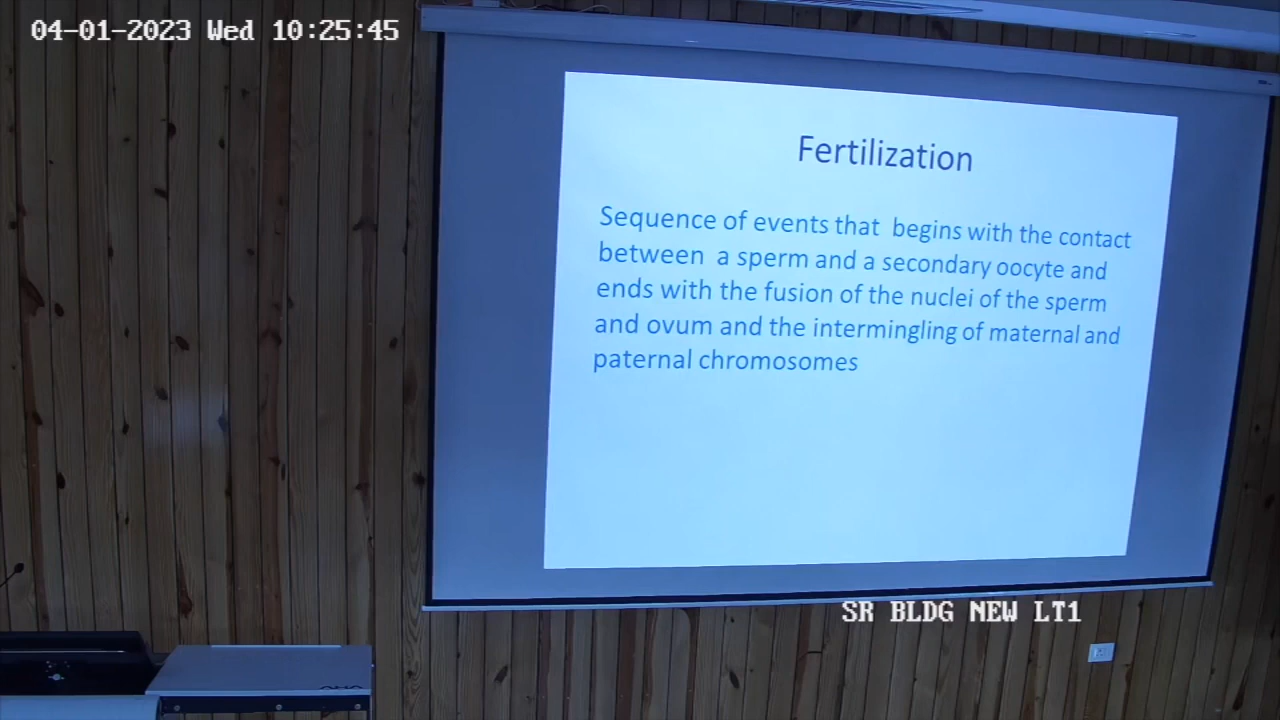 04-01-2023 Wed 10:25:45
Fertilization
Sequence of events that  begins with the contact
between  a sperm and a secondary oocyte and
ends with the fusion of the nuclei of the sperm
and ovum and the intermingling of maternal and
paternal chromosomes
SR BLDG NEW LT1